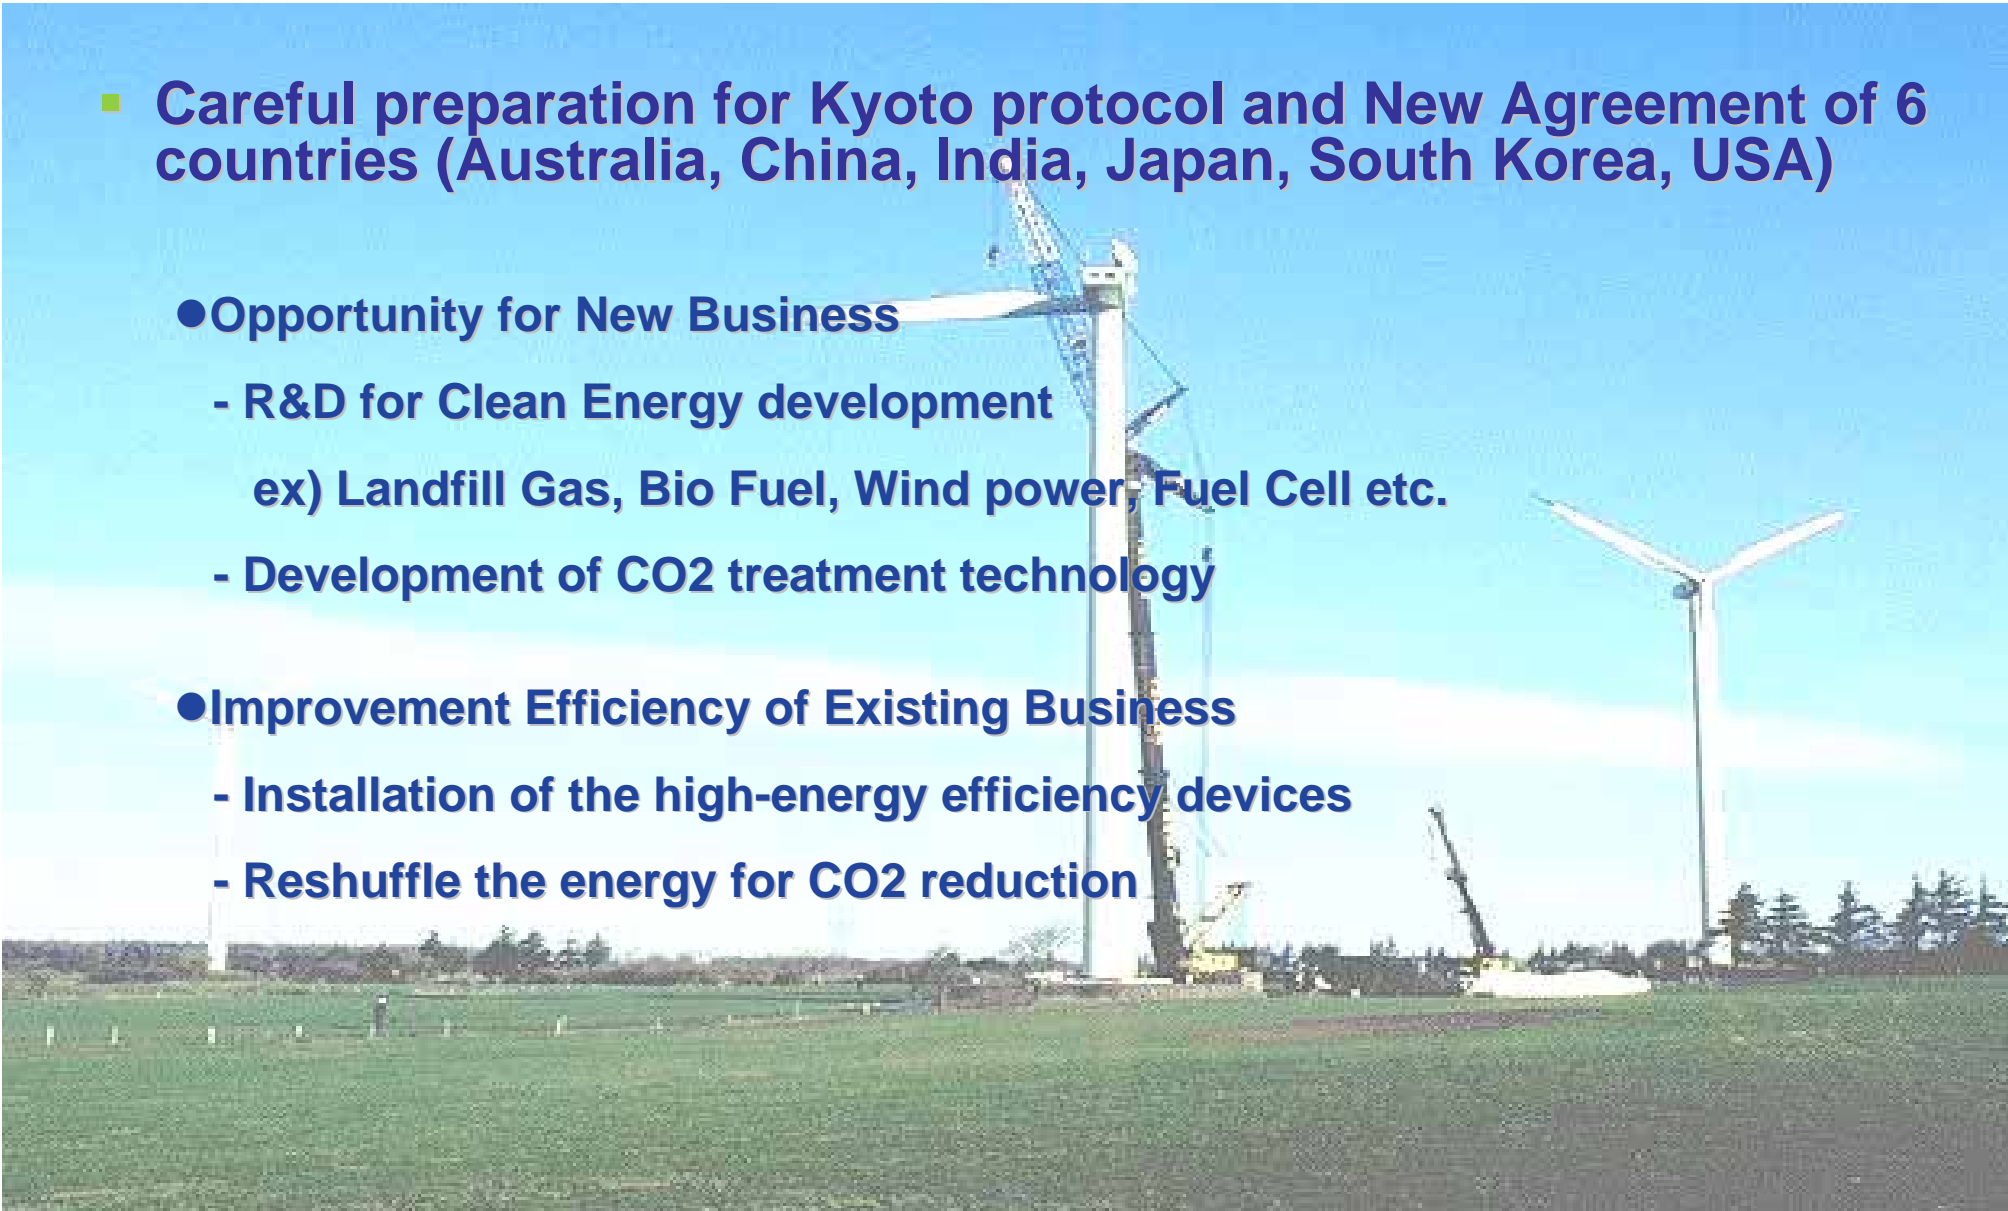 ▪ Careful preparation for Kyoto protocol and New Agreement of 6
countries (Australia, China, India, Japan, South Korea, USA)
●Opportunity for New Business
- R&D for Clean Energy development
ex) Landfill Gas, Bio Fuel, Wind power, Fuel Cell etc.
- Development of CO2 treatment technology
●Improvement Efficiency of Existing Business
- Installation of the high-energy efficiency devices
- Reshuffle the energy for CO2 reduction